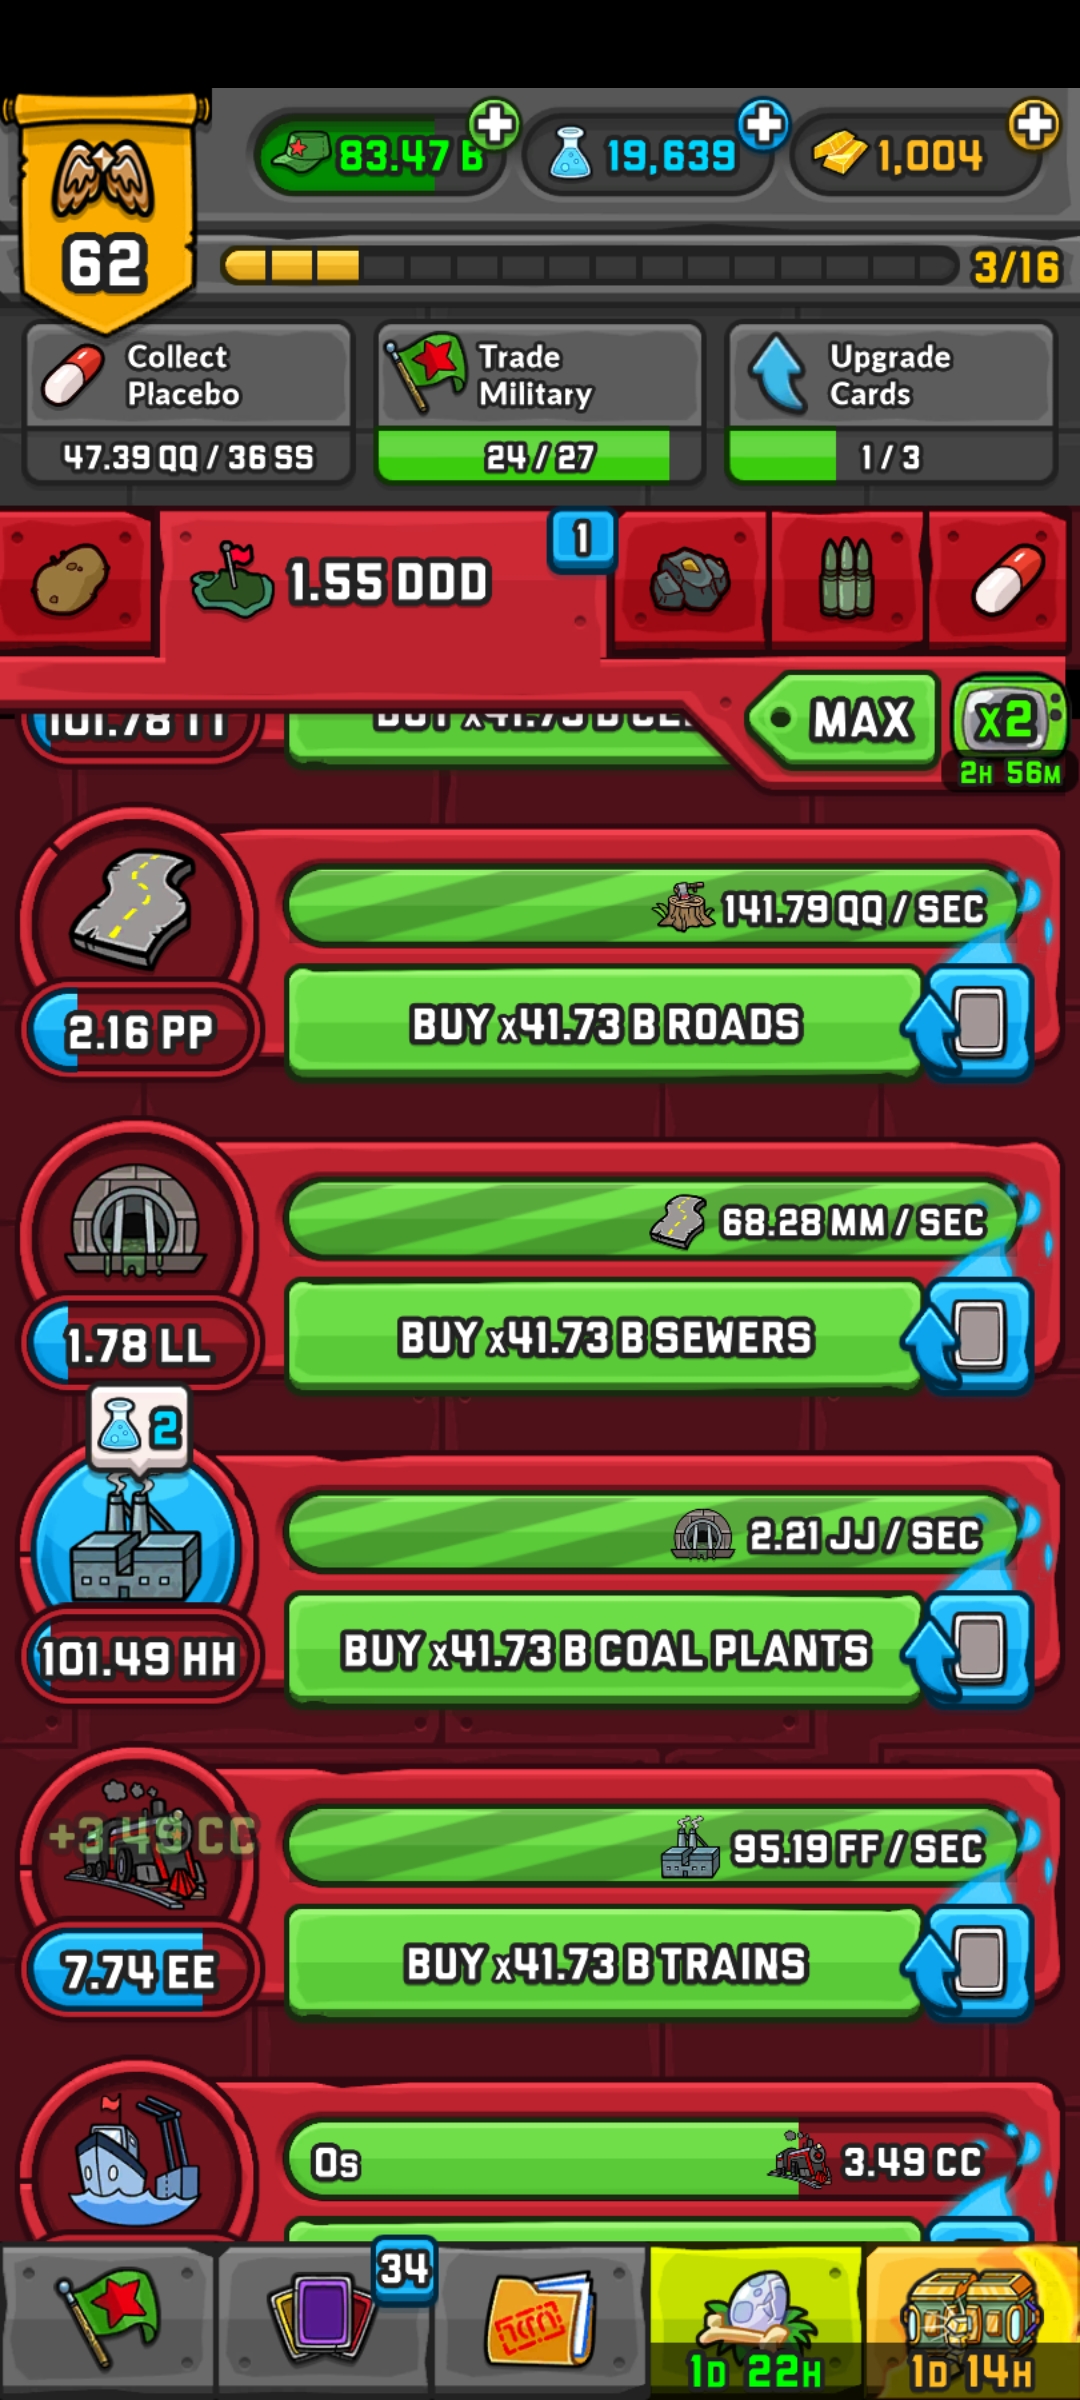 83.47 B
19,639
1,004
62
3/16
Collect
Placebo
47.39 QQ / 36 SS
Trade
Military
24 / 27
Upgrade
Cards
1 / 3
1.55 DDD
1
MAX
x2
2H 56M
101.78 TT
2.16 PP
141.79 QQ / SEC
BUY x41.73 B ROADS
1.78 LL
68.28 MM / SEC
BUY x41.73 B SEWERS
2
101.49 HH
2.21 JJ / SEC
BUY x41.73 B COAL PLANTS
+3.49 CC
7.74 EE
95.19 FF / SEC
BUY x41.73 B TRAINS
0s
3.49 CC
34
1D 22H
1D 14H